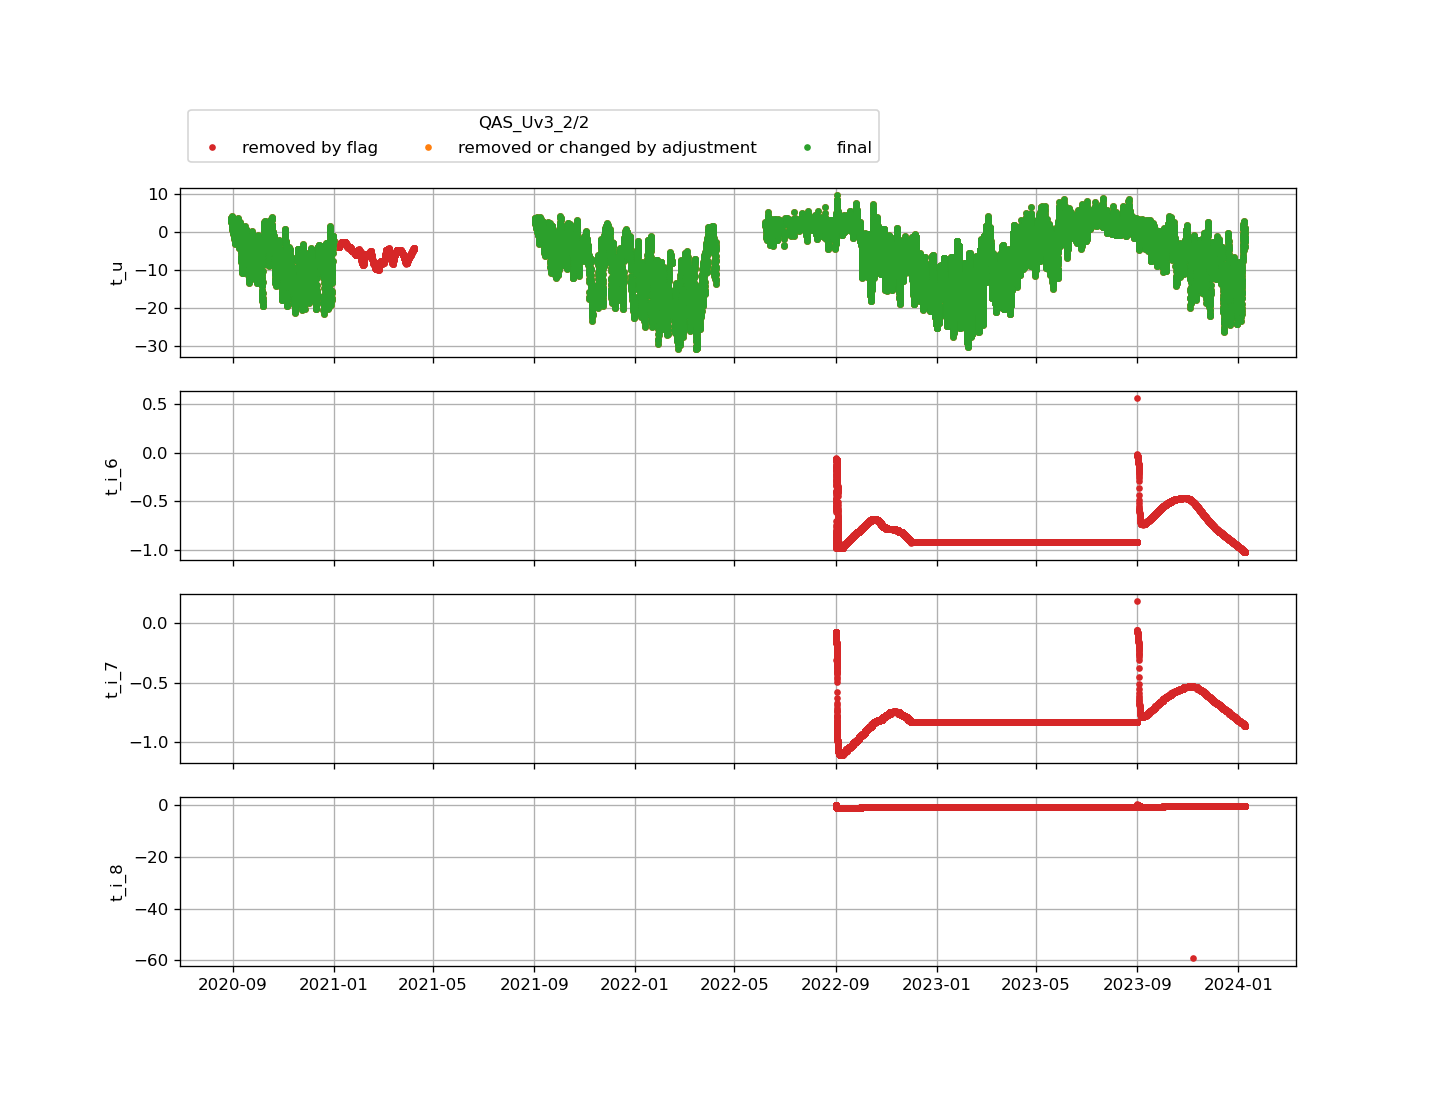 QAS_Uv3_2/2
removed by flag removed or changed by adjustment final
10
0
−10
−20
−30
t_u
0.5
0.0
−0.5
−1.0
t_i_6
0.0
−0.5
−1.0
t_i_7
0
−20
−40
−60
t_i_8
2020-09 2021-01 2021-05 2021-09 2022-01 2022-05 2022-09 2023-01 2023-05 2023-09 2024-01